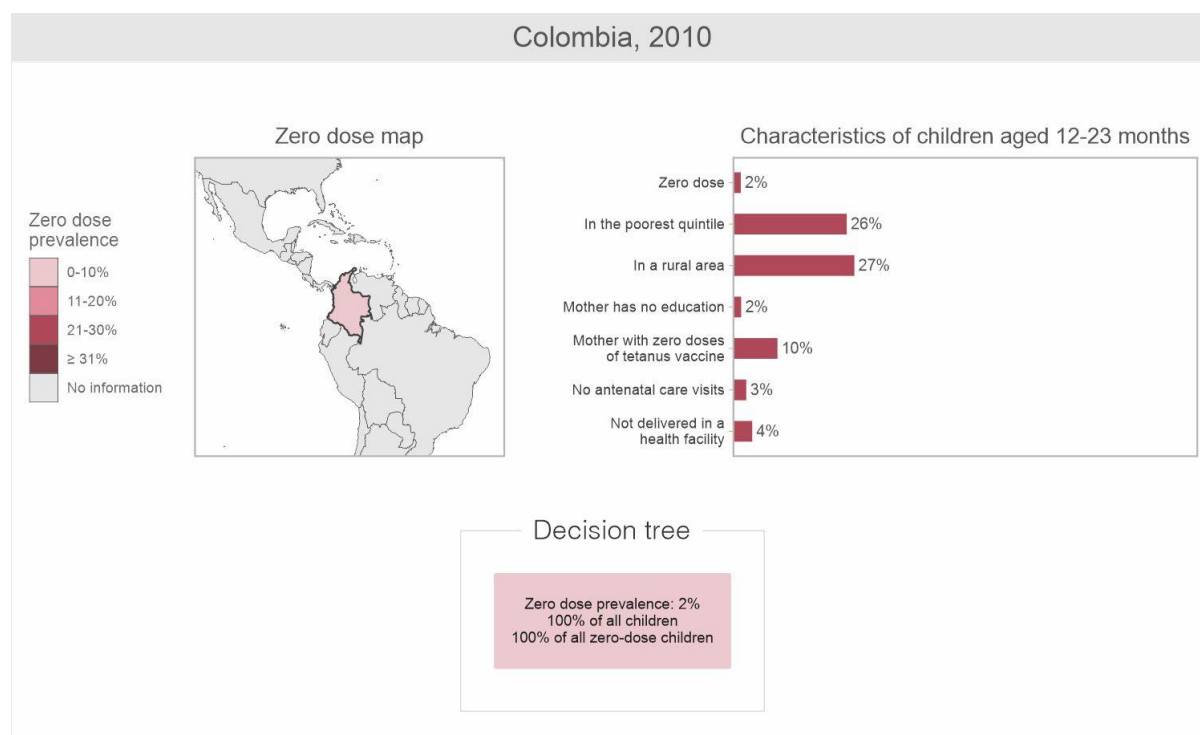 Colombia, 2010
Zero dose map
Zero dose
prevalence
0-10%
11-20%
21-30%
≥ 31%
No information
Characteristics of children aged 12-23 months
Zero dose
2%
In the poorest quintile
26%
In a rural area
27%
Mother has no education
2%
Mother with zero doses
of tetanus vaccine
10%
No antenatal care visits
3%
Not delivered in a
health facility
4%
Decision tree
Zero dose prevalence: 2%
100% of all children
100% of all zero-dose children